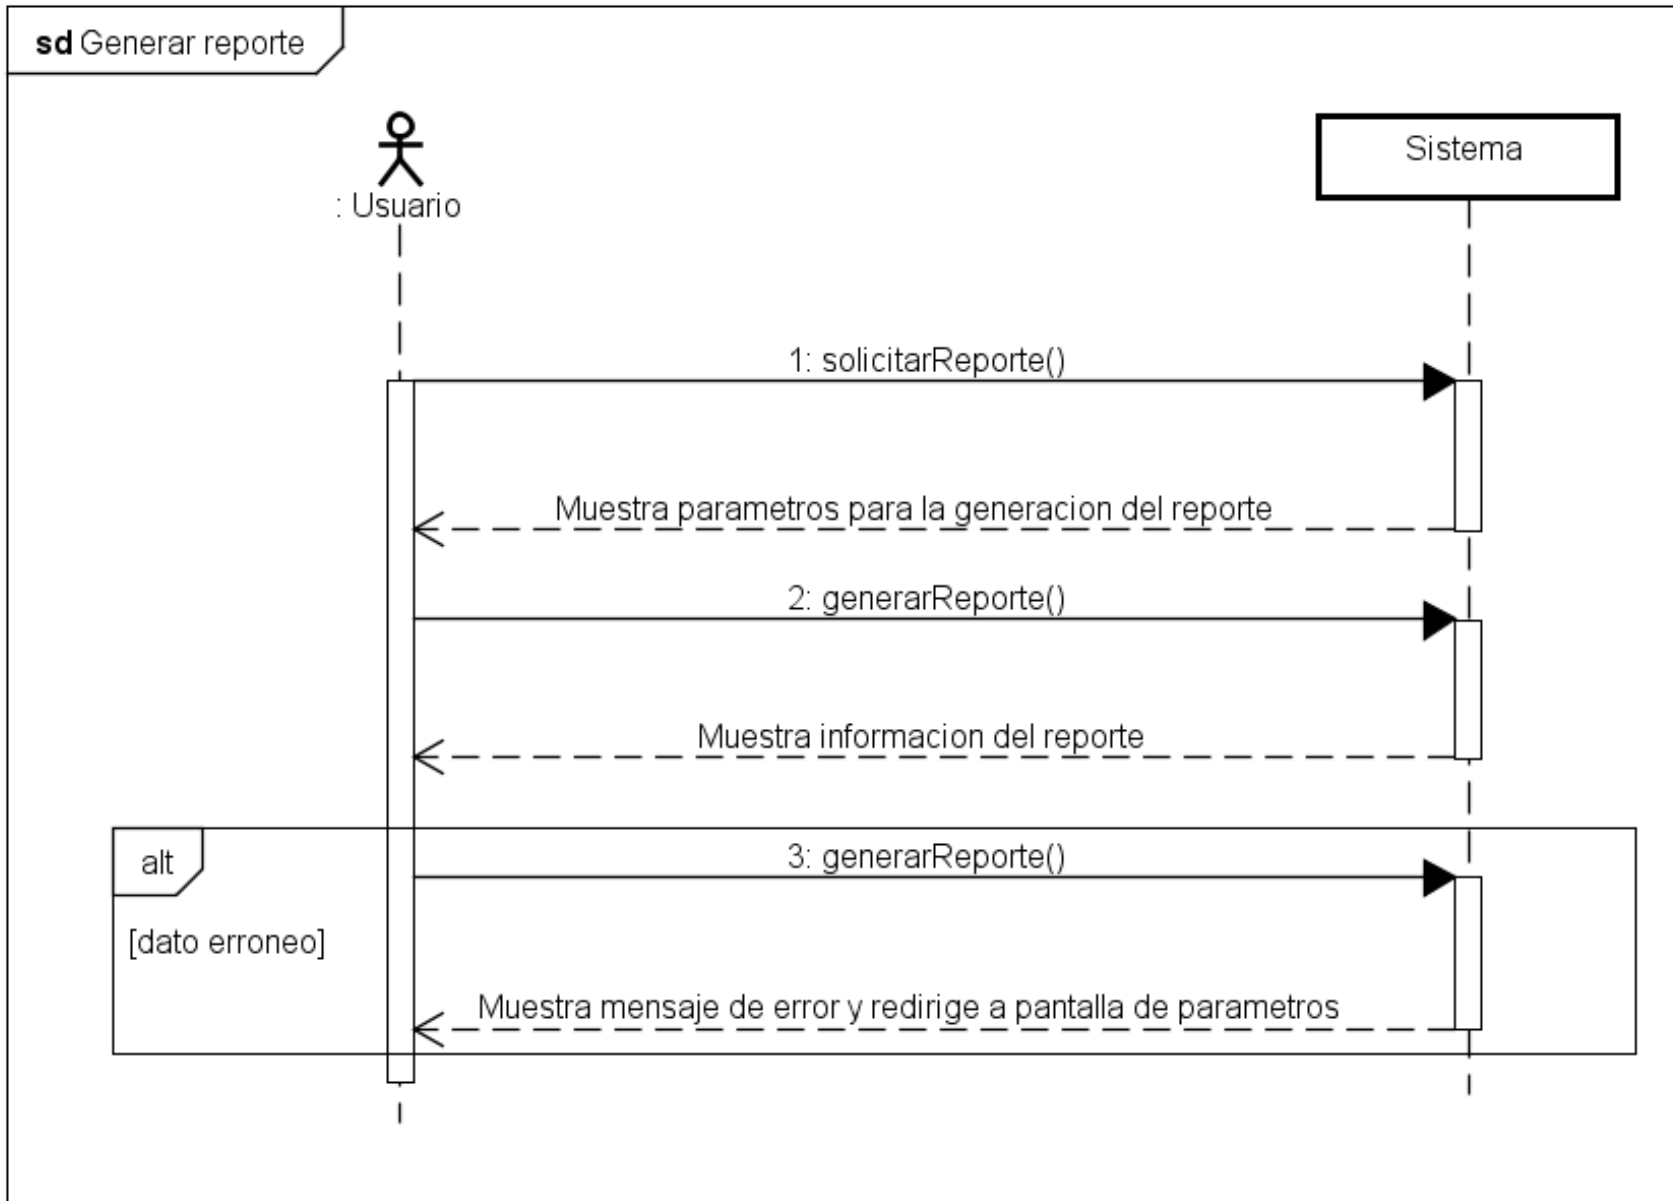 sd Generar reporte
: Usuario
Sistema
1: solicitarReporte()
Muestra parametros para la generacion del reporte
2: generarReporte()
Muestra informacion del reporte
alt
3: generarReporte()
[dato erroneo]
Muestra mensaje de error y redirige a pantalla de parametros